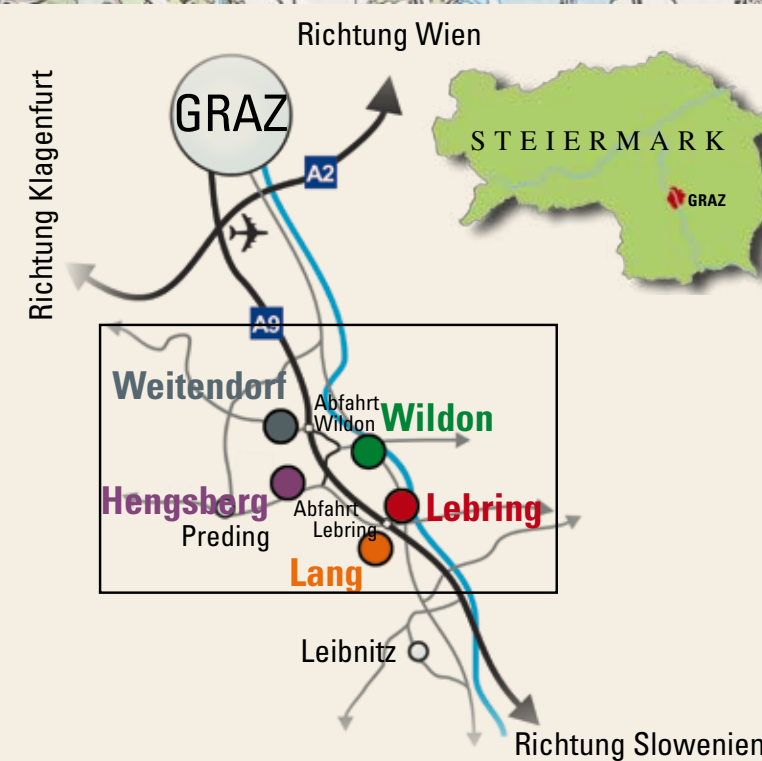 Richtung Wien
Richtung Klagenfurt
GRAZ
STEIERMARK
A2
GRAZ
A9
Weitendorf
Abfahrt
Wildon
Wildon
Hengsberg
Abfahrt
Lebring
Lebring
Preding
Lang
Leibnitz
Richtung Slowenien